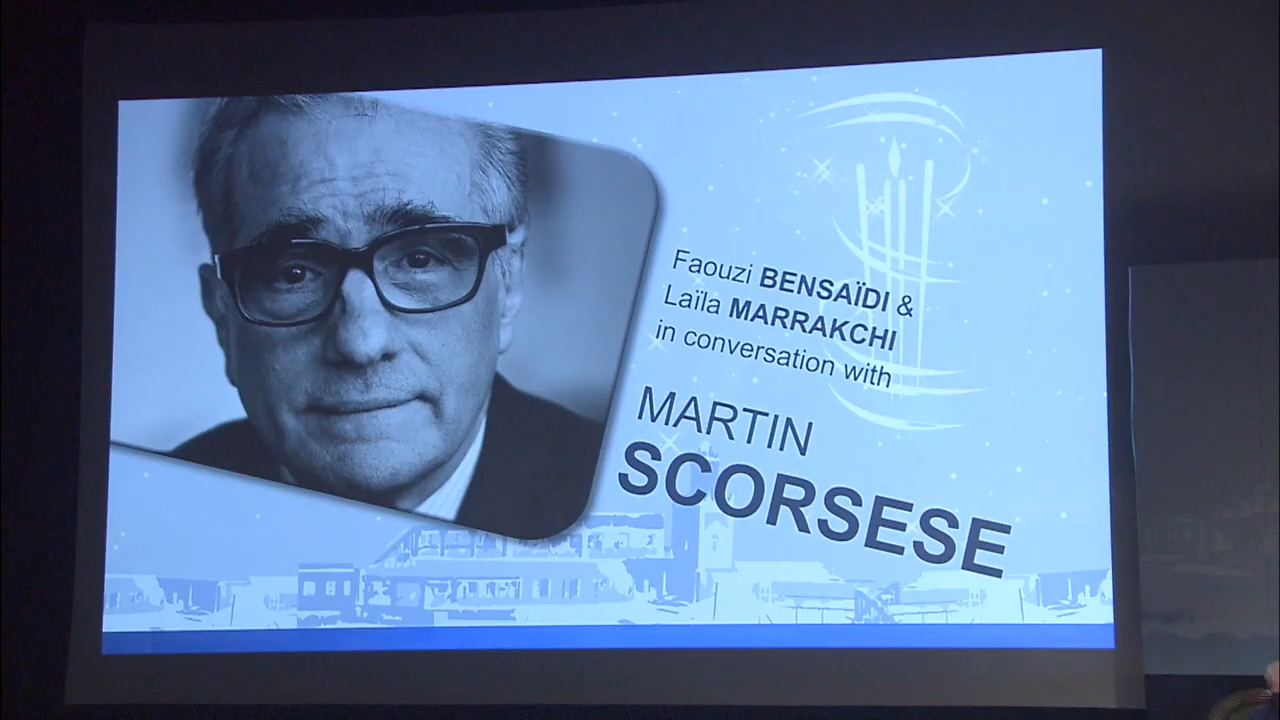 Faouzi BENSAÏDI &
Laïla MARRAKCHI
in conversation with
MARTIN
SCORSESE